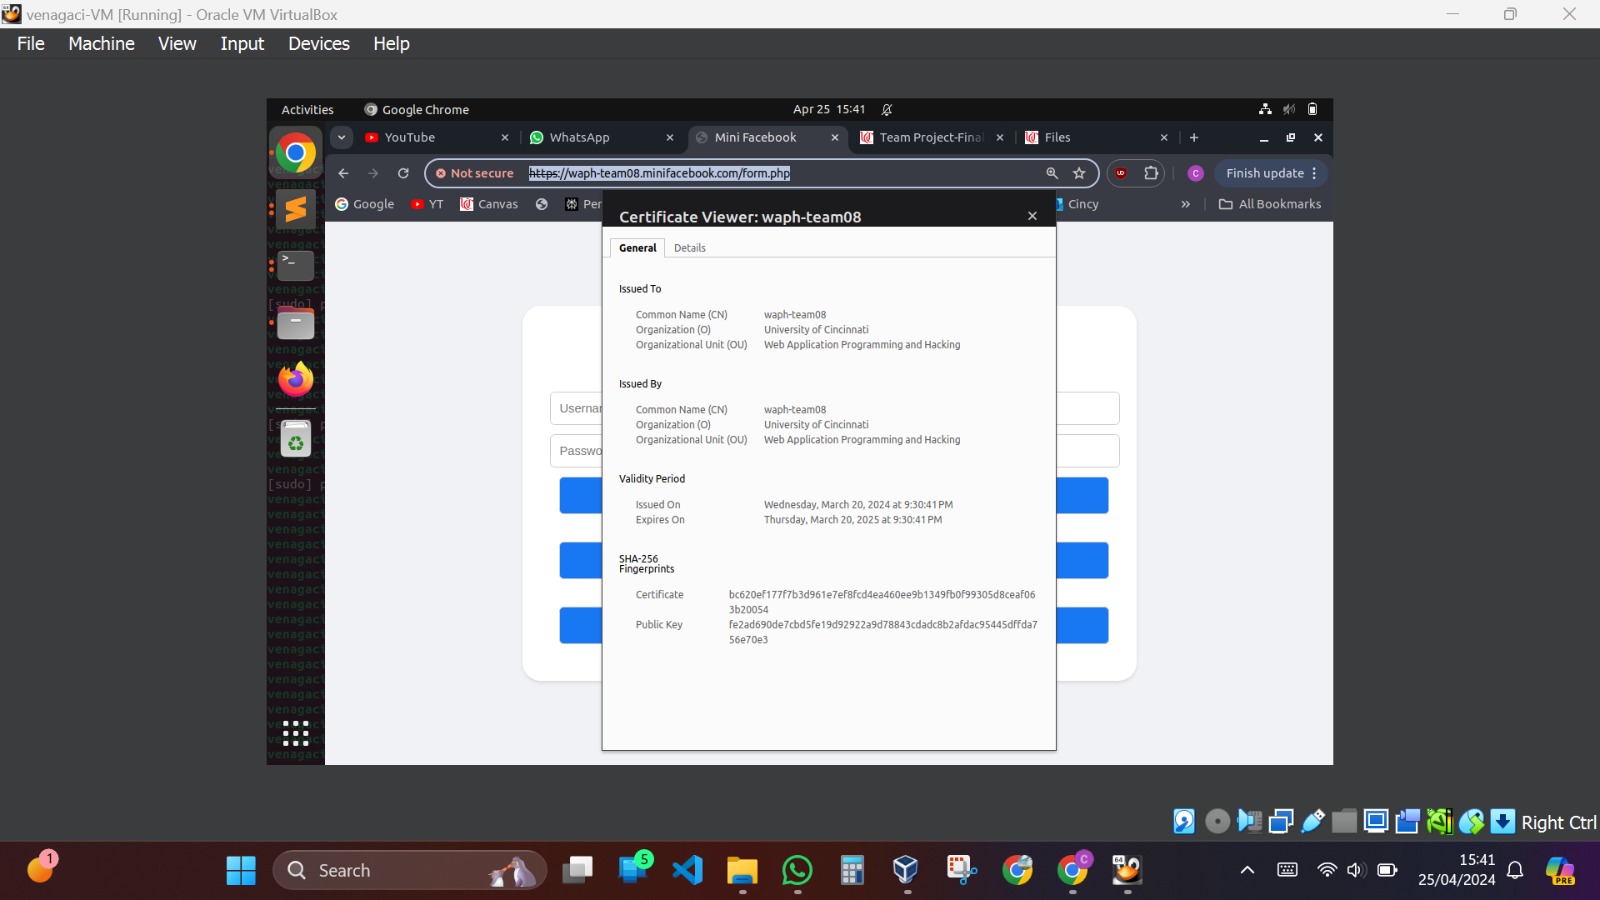 venagaci-VM [Running] - Oracle VM VirtualBox
File Machine View Input Devices Help
Activities Google Chrome Apr 25 15:41
YouTube WhatsApp Mini Facebook Team Project-Fina Files
Not secure https://waph-team08.minifacebook.com/form.php Finish update
Google YT Canvas Per Cincy All Bookmarks
Certificate Viewer: waph-team08
General Details
Issued To
Common Name (CN) waph-team08
Organization (O) University of Cincinnati
Organizational Unit (OU) Web Application Programming and Hacking
Issued By
Common Name (CN) waph-team08
Organization (O) University of Cincinnati
Organizational Unit (OU) Web Application Programming and Hacking
Validity Period
Issued On Wednesday, March 20, 2024 at 9:30:41 PM
Expires On Thursday, March 20, 2025 at 9:30:41 PM
SHA-256
Fingerprints
Certificate bc620ef177f7b3d961e7ef8fcd4ea460ee9b1349fb0f99305d8ceaf06
3b20054
Public Key fe2ad690de7cbd5fe19d92922a9d78843cdadc8b2afdac95445dffda7
56e70e3
Userna
Passwo
Right Ctrl
Search
15:41
25/04/2024